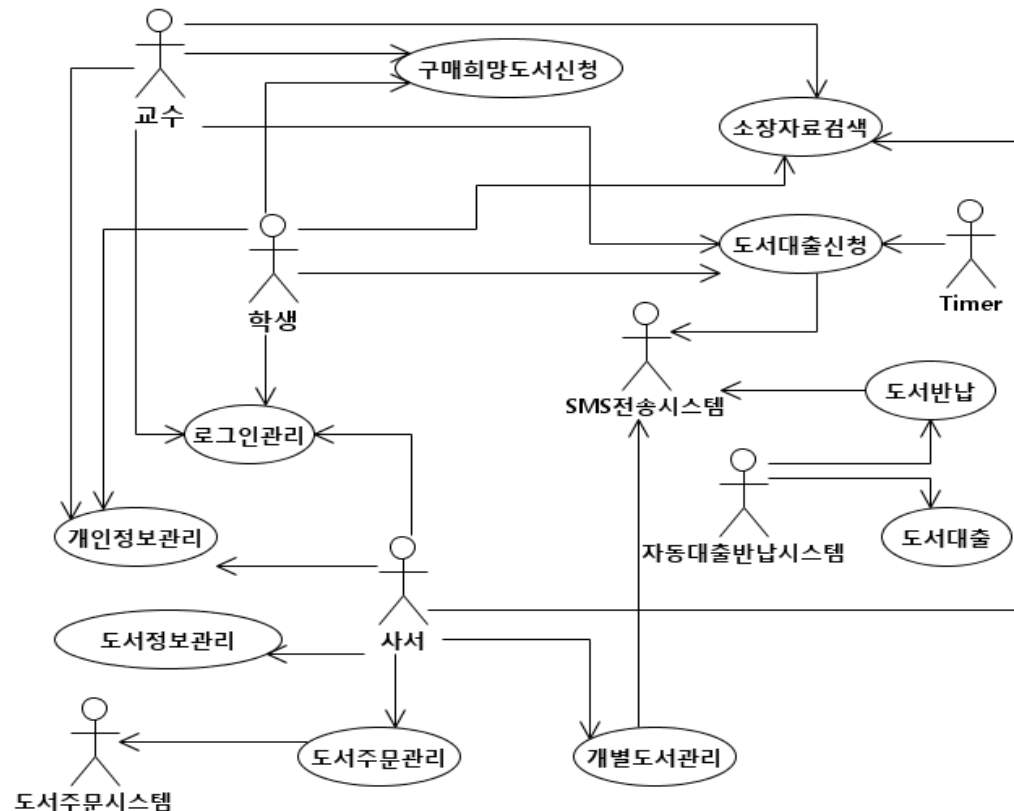 구매희망도서신청
교수
소장자료검색
도서대출신청
Timer
학생
SMS전송시스템
도서반납
로그인관리
개인정보관리
자동대출반납시스템
도서대출
도서정보관리
사서
도서주문관리
개별도서관리
도서주문시스템